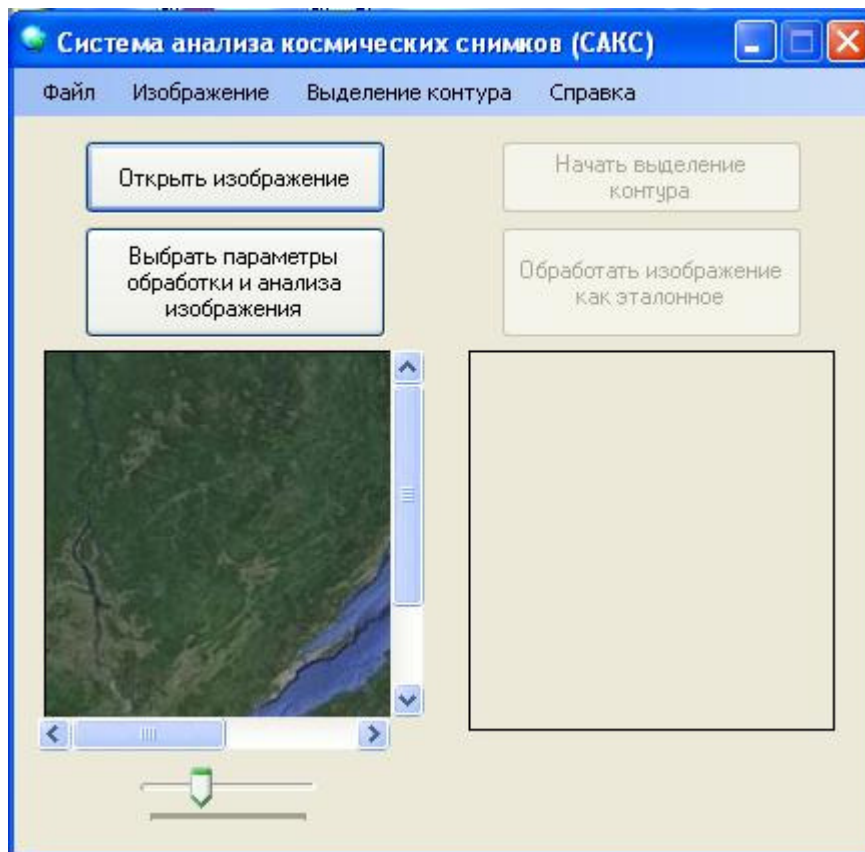 Система анализа космических снимков (САКС)
Файл Изображение Выделение контура Справка
Открыть изображение
Начать выделение
контура
Выбрать параметры
обработки и анализа
изображения
Обработать изображение
как эталонное